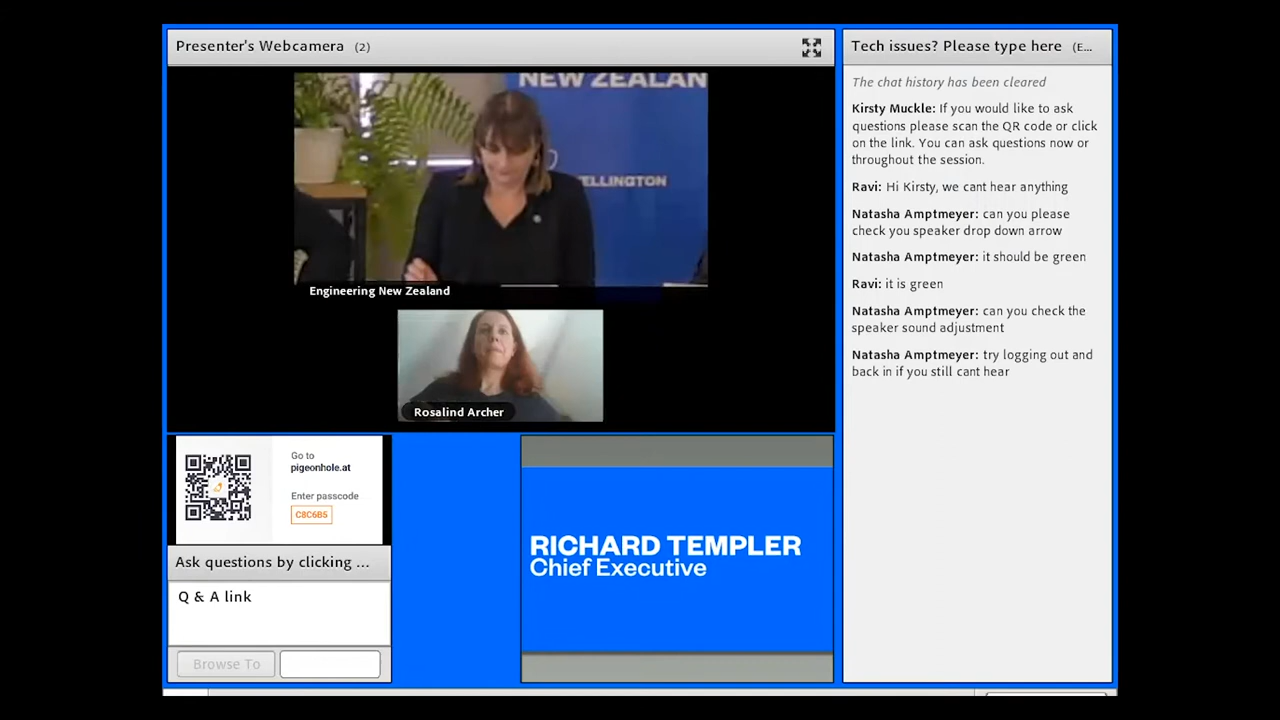 Presenter's Webcamera (2)
NEW ZEALAN
ELLINGTON
Engineering New Zealand
Rosalind Archer
Go to
pigeonhole.at
Enter passcode
C8C6B5
Ask questions by clicking ...
Q & A link
Browse To
RICHARD TEMPLER
Chief Executive
Tech issues? Please type here (E...
The chat history has been cleared
Kirsty Muckle: If you would like to ask
questions please scan the QR code or click
on the link. You can ask questions now or
throughout the session.
Ravi: Hi Kirsty, we cant hear anything
Natasha Amptmeyer: can you please
check you speaker drop down arrow
Natasha Amptmeyer: it should be green
Ravi: it is green
Natasha Amptmeyer: can you check the
speaker sound adjustment
Natasha Amptmeyer: try logging out and
back in if you still cant hear